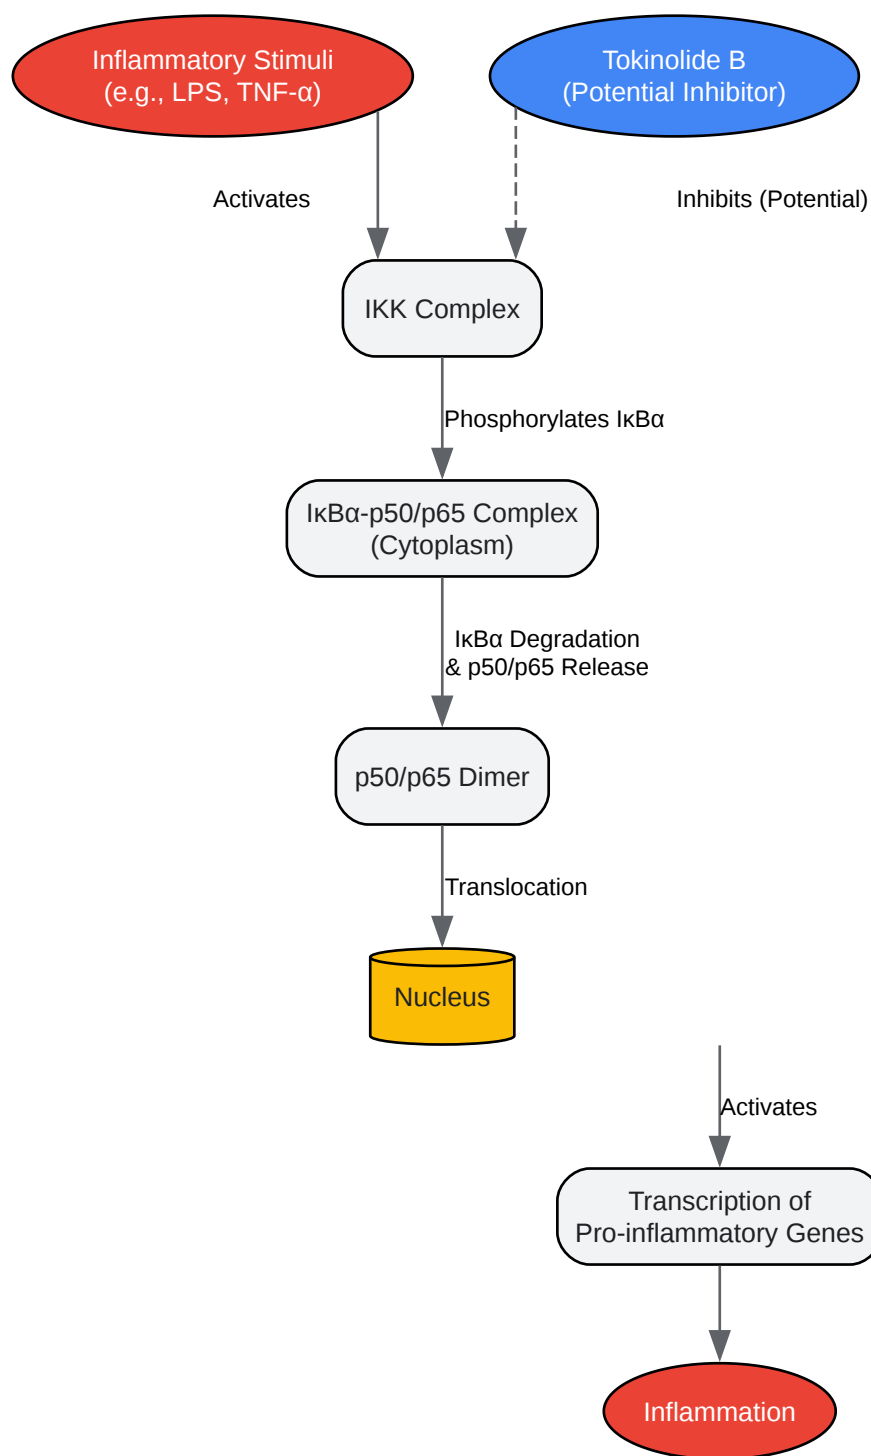 Inflammatory Stimuli
(e.g., LPS, TNF-α)
Tokinolide B
(Potential Inhibitor)
Activates
Inhibits (Potential)
IKK Complex
Phosphorylates IκBα
IκBα-p50/p65 Complex
(Cytoplasm)
IκBα Degradation
& p50/p65 Release
p50/p65 Dimer
Translocation
Nucleus
Activates
Transcription of
Pro-inflammatory Genes
Inflammation